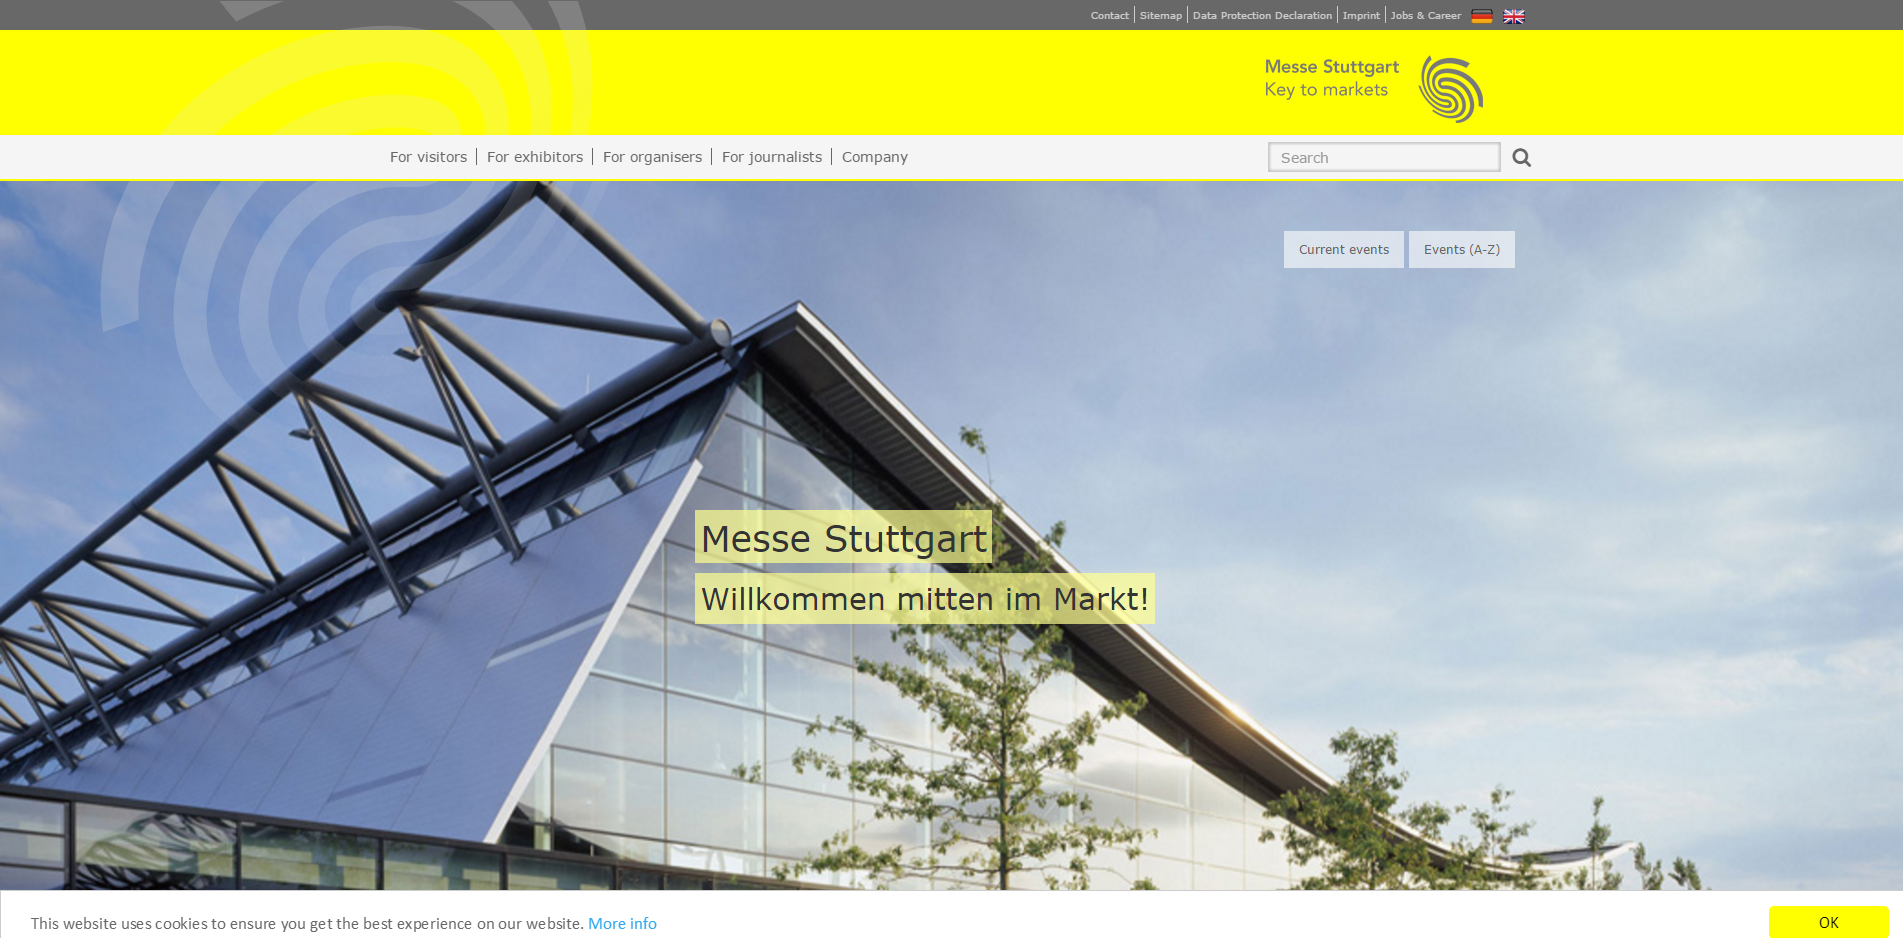 Contact Sitemap Data Protection Declaration Imprint Jobs & Career
Messe Stuttgart
Key to markets
For visitors For exhibitors For organisers For journalists Company
Search
Current events Events (A-Z)
Messe Stuttgart
Willkommen mitten im Markt!
This website uses cookies to ensure you get the best experience on our website. More info
OK